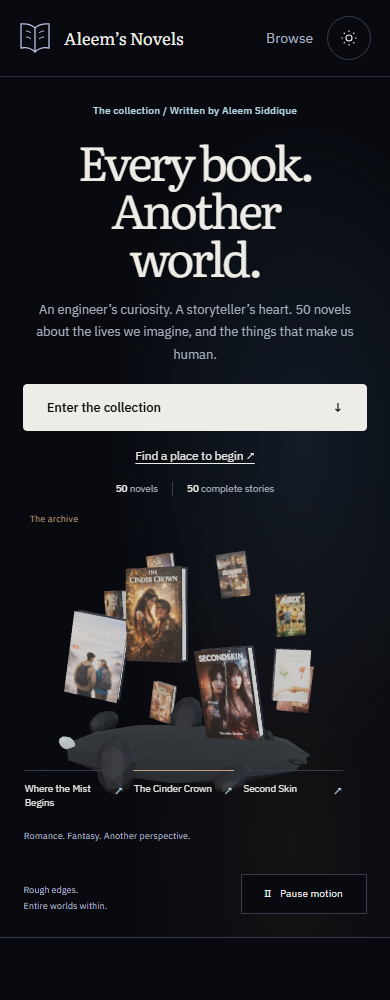 Aleem's Novels
Browse
The collection / Written by Aleem Siddique
Every book.
Another
world.
An engineer's curiosity. A storyteller's heart. 50 novels
about the lives we imagine, and the things that make us
human.
Enter the collection ↓
Find a place to begin ↗
50 novels
50 complete stories
The archive
THE
CINDER CROWN
SECONDSKIN
Where the Mist
Begins ↗
The Cinder Crown ↗
Second Skin ↗
Romance. Fantasy. Another perspective.
Rough edges.
Entire worlds within.
Pause motion